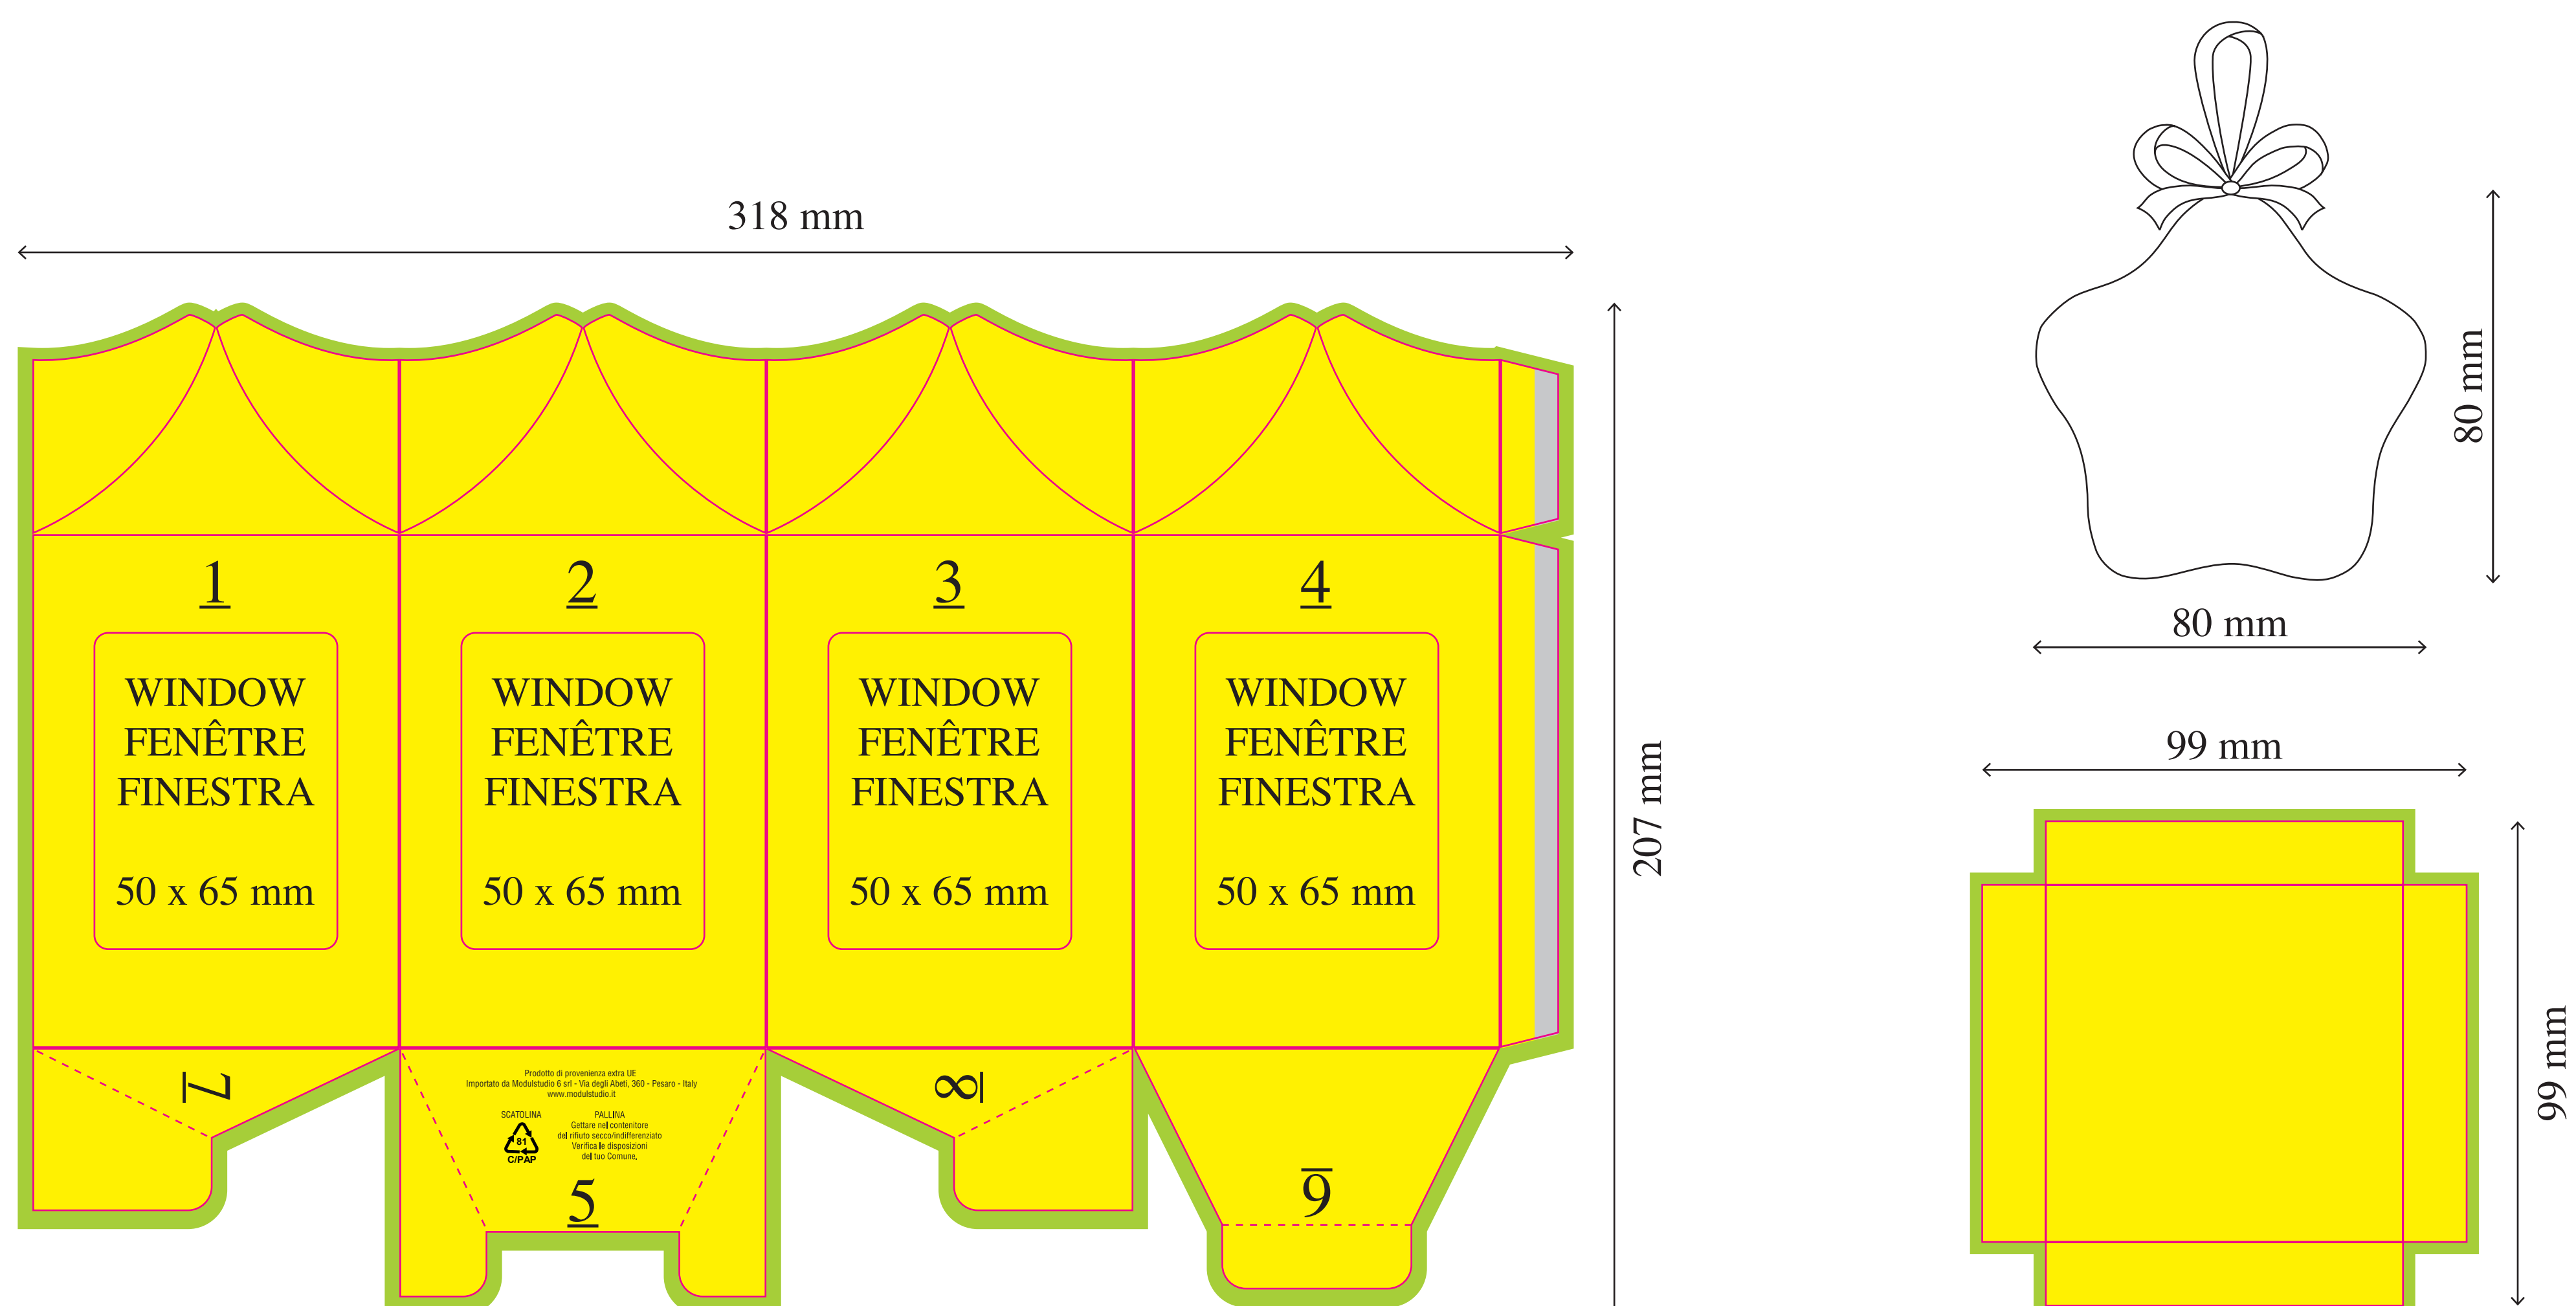 318 mm
80 mm
80 mm
99 mm
99 mm
207 mm
1
2
3
4
WINDOW
FENÊTRE
FINESTRA
50 x 65 mm
WINDOW
FENÊTRE
FINESTRA
50 x 65 mm
WINDOW
FENÊTRE
FINESTRA
50 x 65 mm
WINDOW
FENÊTRE
FINESTRA
50 x 65 mm
7
Prodotto di provenienza extra UE
Importato da Modulstudio 6 srl - Via degli Abeti, 360 - Pesaro - Italy
www.modulstudio.it
SCATOLINA
81
C/PAP
PALLINA
Gettare nel contenitore
del rifiuto secco/indifferenziato
Verifica le disposizioni
del tuo Comune.
5
8
6